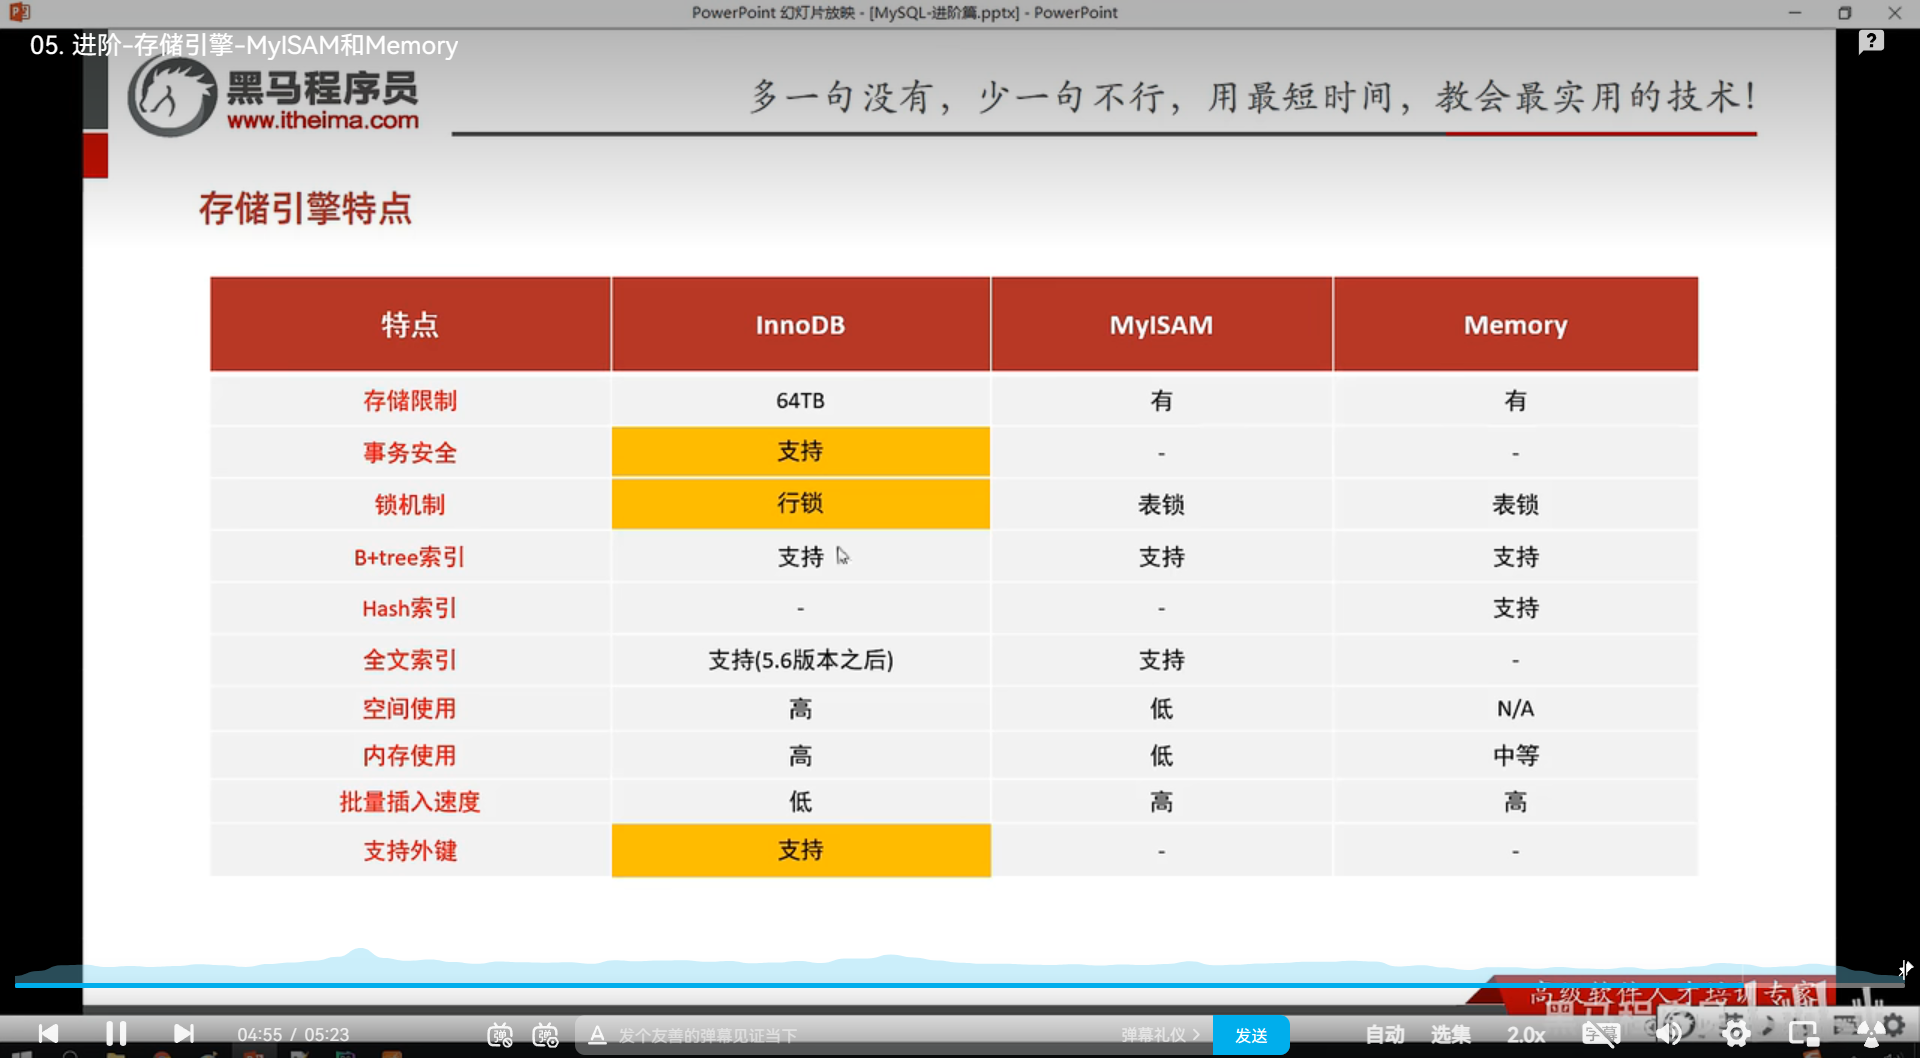 PowerPoint 幻灯片放映 - [MySQL-进阶篇.pptx] - PowerPoint
05. 进阶-存储引擎-MyISAM和Memory
黑马程序员
www.itheima.com
多一句没有，少一句不行，用最短时间，教会最实用的技术！
存储引擎特点
特点 InnoDB MyISAM Memory
存储限制 64TB 有 有
事务安全 支持 - -
锁机制 行锁 表锁 表锁
B+tree索引 支持 支持 支持
Hash索引 - - 支持
全文索引 支持(5.6版本之后) 支持 -
空间使用 高 低 N/A
内存使用 高 低 中等
批量插入速度 低 高 高
支持外键 支持 - -
高级软件人才培训专家
04:55 / 05:23
发个友善的弹幕见证当下
弹幕礼仪 >
发送
自动
选集
2.0x
字幕